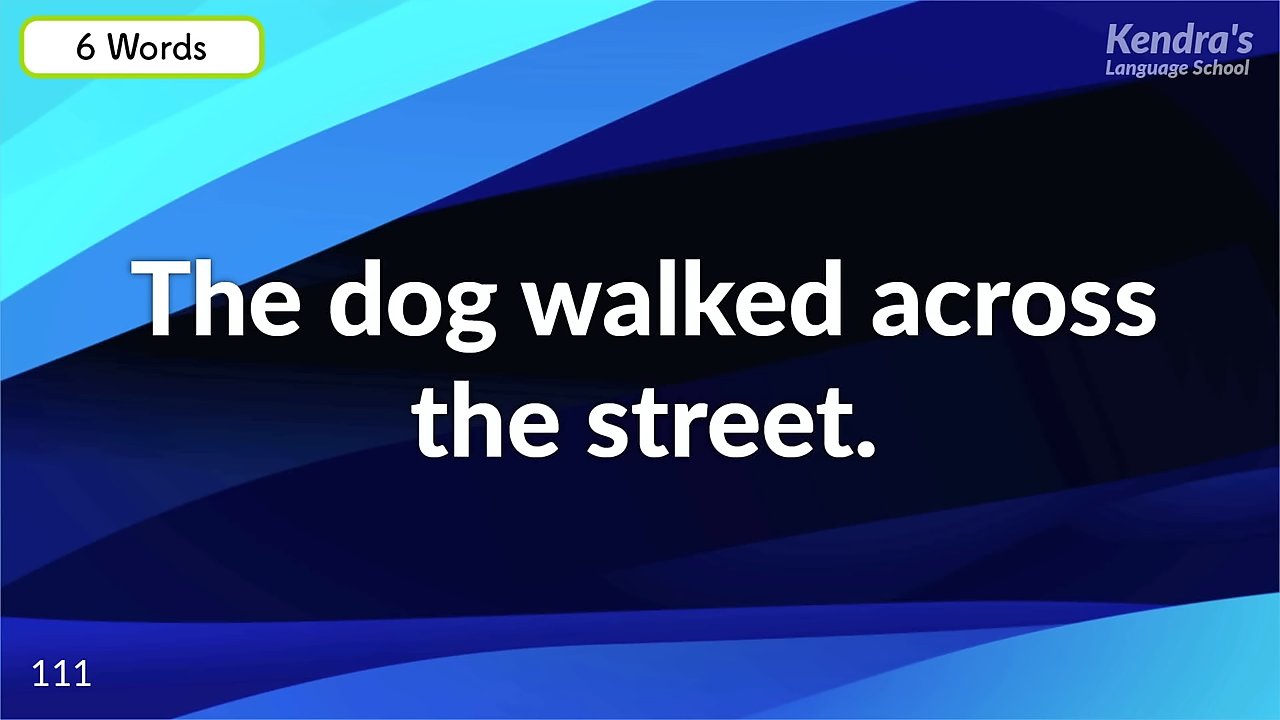 6 Words
Kendra's
Language School
The dog walked across
the street.
111